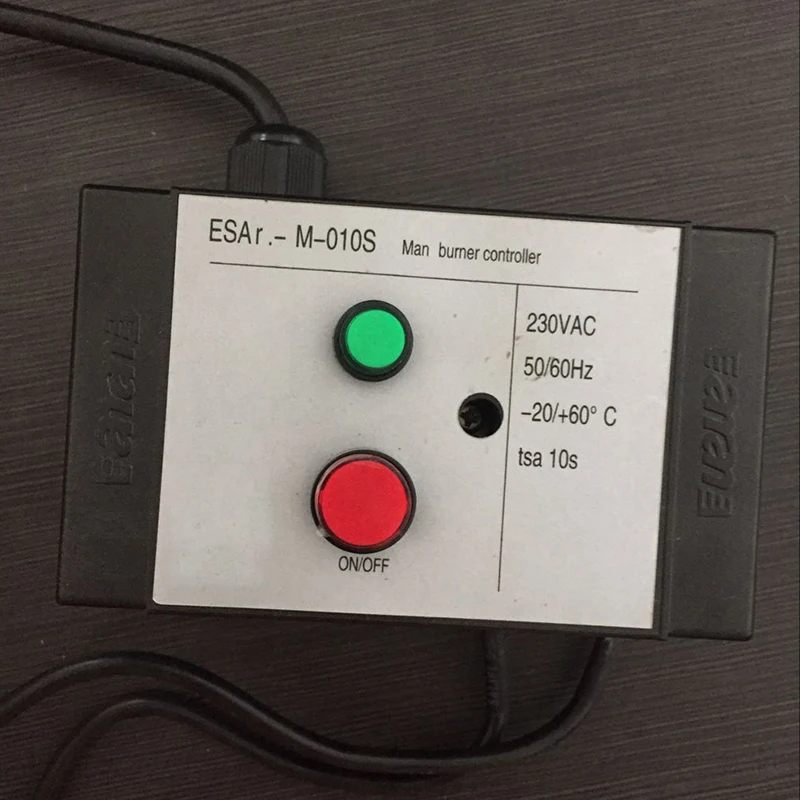 ESAr.- M-010S Man burner controller
230VAC
50/60Hz
-20/+60° C
tsa 10s
ON/OFF